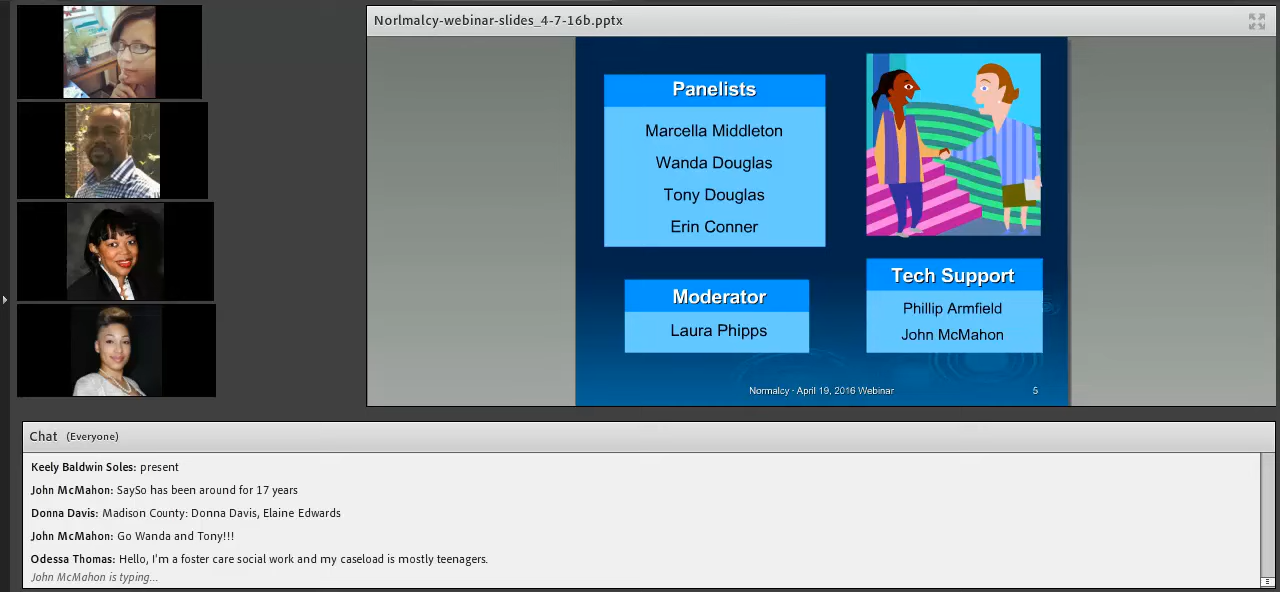 Norlmalcy-webinar-slides_4-7-16b.pptx
Panelists
Marcella Middleton
Wanda Douglas
Tony Douglas
Erin Conner
Moderator
Laura Phipps
Tech Support
Phillip Armfield
John McMahon
Normalcy - April 19, 2016 Webinar
5
Chat (Everyone)
Keely Baldwin Soles: present
John McMahon: SaySo has been around for 17 years
Donna Davis: Madison County: Donna Davis, Elaine Edwards
John McMahon: Go Wanda and Tony!!!
Odessa Thomas: Hello, I'm a foster care social work and my caseload is mostly teenagers.
John McMahon is typing...